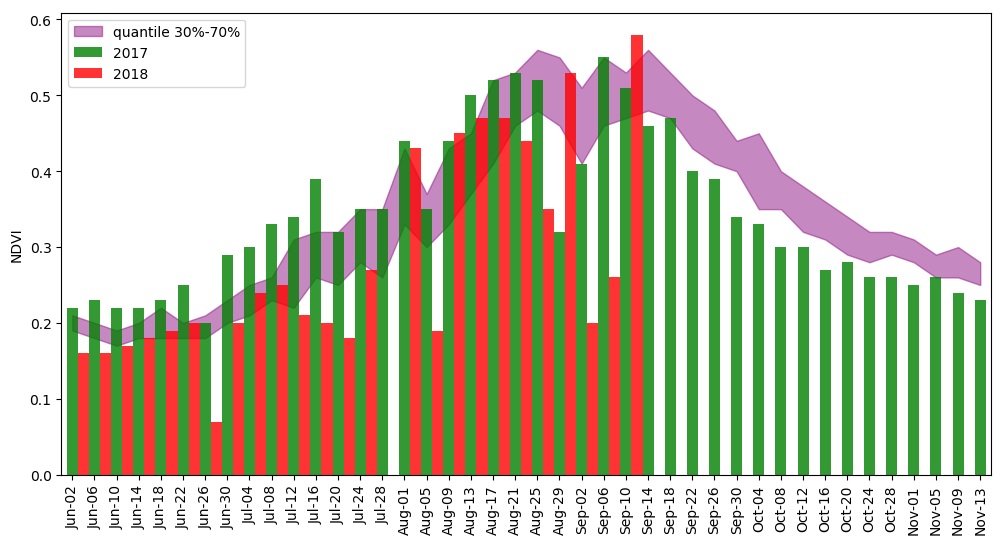 quantile 30%-70%
2017
2018
NDVI
0.6
0.5
0.4
0.3
0.2
0.1
0.0
Jun-02
Jun-06
Jun-10
Jun-14
Jun-18
Jun-22
Jun-26
Jun-30
Jul-04
Jul-08
Jul-12
Jul-16
Jul-20
Jul-24
Jul-28
Aug-01
Aug-05
Aug-09
Aug-13
Aug-17
Aug-21
Aug-25
Aug-29
Sep-02
Sep-06
Sep-10
Sep-14
Sep-18
Sep-22
Sep-26
Sep-30
Oct-04
Oct-08
Oct-12
Oct-16
Oct-20
Oct-24
Oct-28
Nov-01
Nov-05
Nov-09
Nov-13